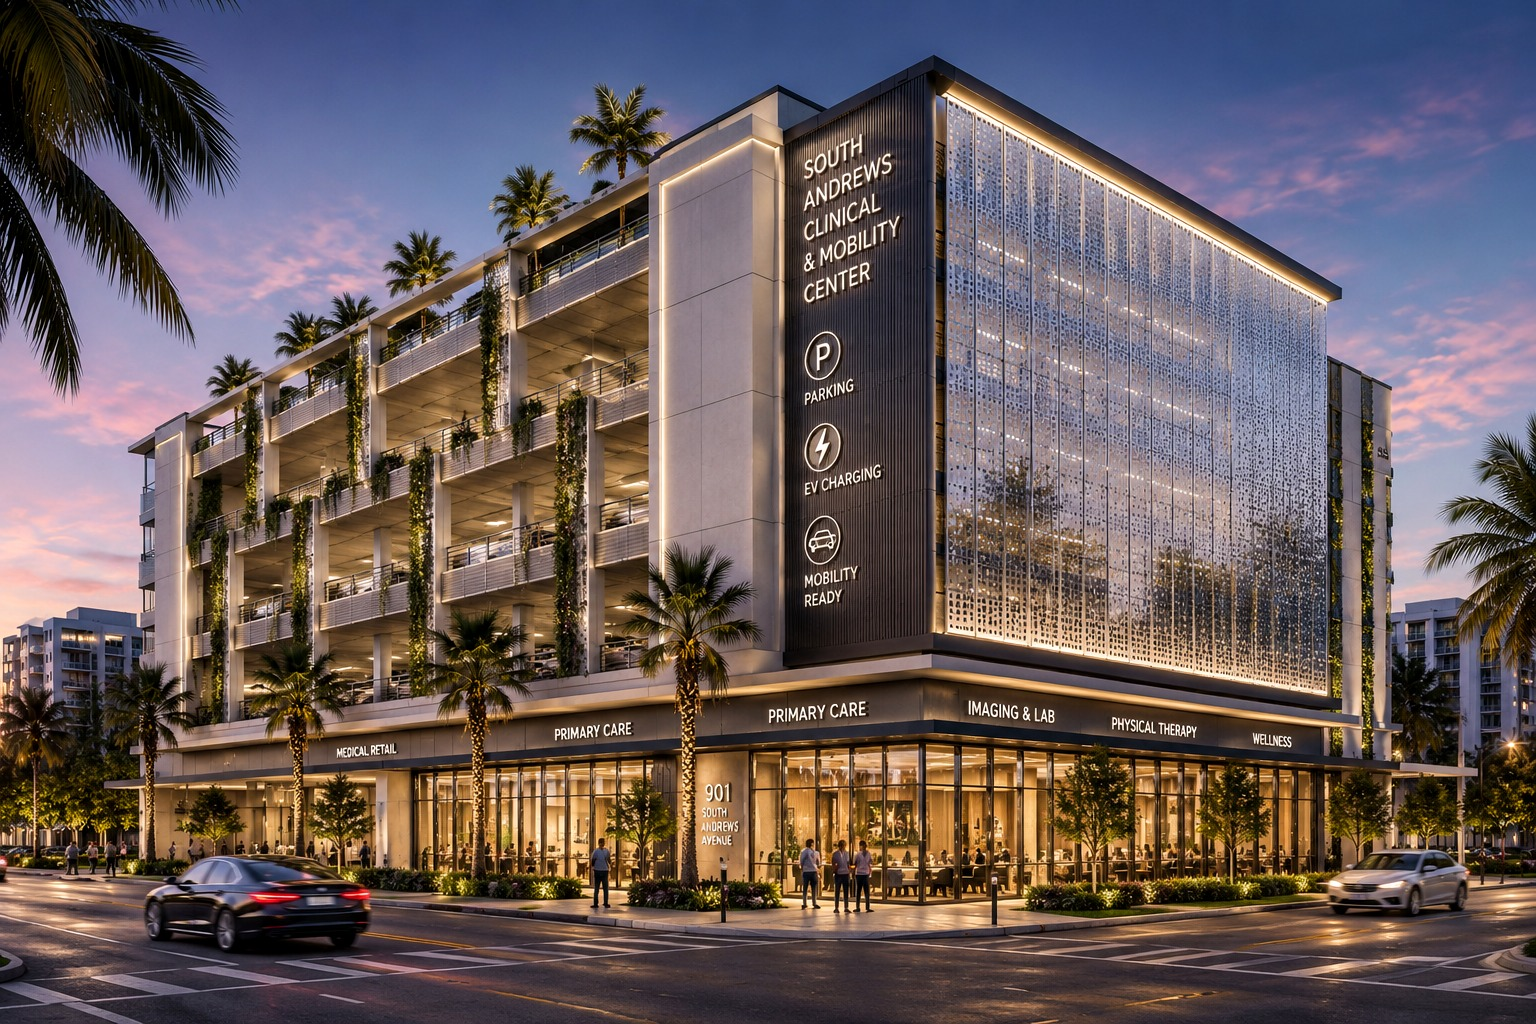 SOUTH
ANDREWS
CLINICAL
& MOBILITY
CENTER
PARKING
EV CHARGING
MOBILITY
READY
MEDICAL RETAIL
PRIMARY CARE
PRIMARY CARE
IMAGING & LAB
PHYSICAL THERAPY
WELLNESS
901
SOUTH
ANDREWS
AVENUE